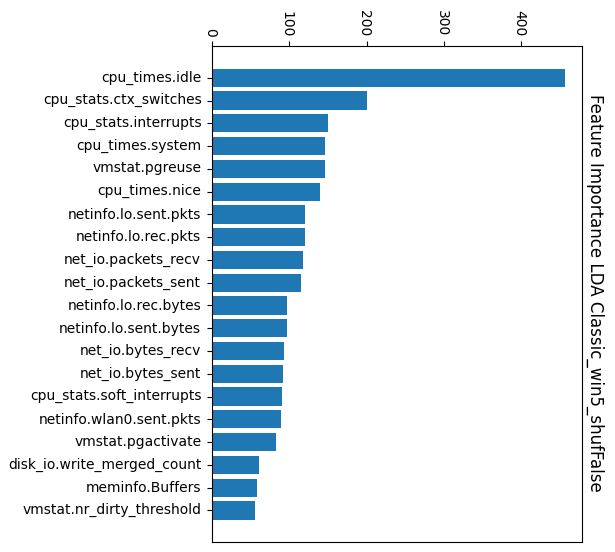 0 100 200 300 400
cpu_times.idle
cpu_stats.ctx_switches
cpu_stats.interrupts
cpu_times.system
vmstat.pgreuse
cpu_times.nice
netinfo.lo.sent.pkts
netinfo.lo.rec.pkts
net_io.packets_recv
net_io.packets_sent
netinfo.lo.rec.bytes
netinfo.lo.sent.bytes
net_io.bytes_recv
net_io.bytes_sent
cpu_stats.soft_interrupts
netinfo.wlan0.sent.pkts
vmstat.pgactivate
disk_io.write_merged_count
meminfo.Buffers
vmstat.nr_dirty_threshold
Feature Importance LDA Classic_win5_shufFalse